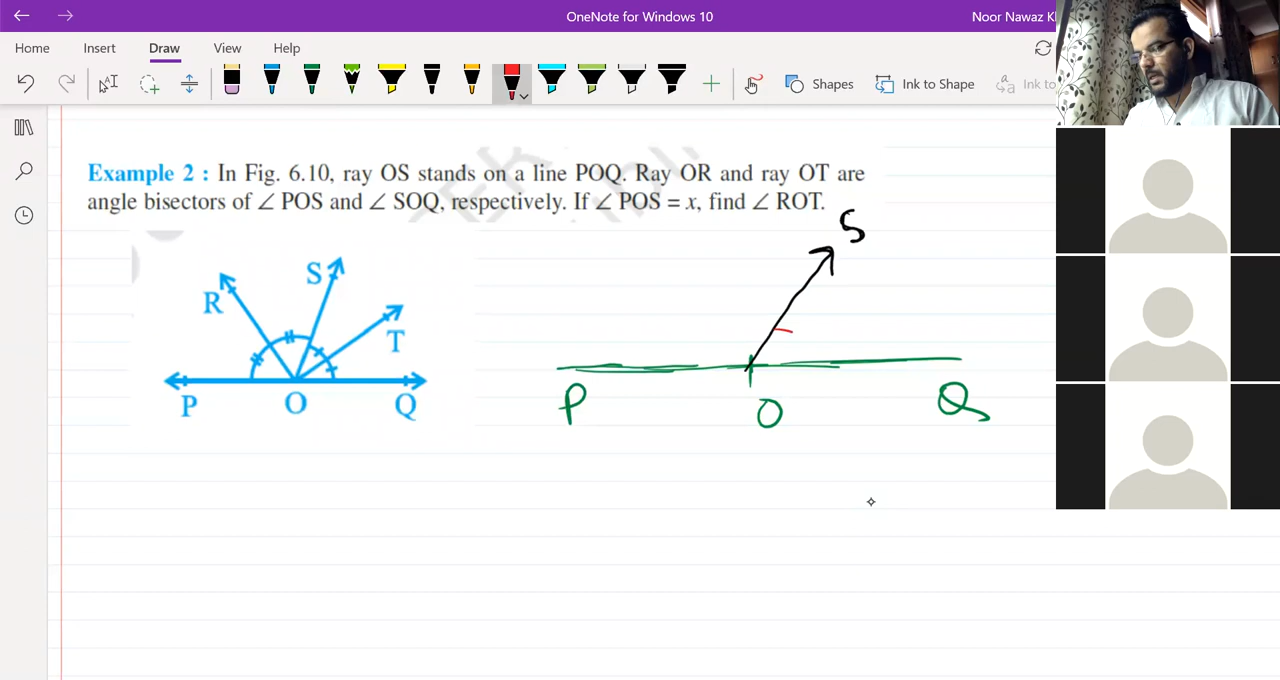 OneNote for Windows 10
Noor Nawaz Kh
Home Insert Draw View Help
Shapes Ink to Shape Ink to
Example 2 : In Fig. 6.10, ray OS stands on a line POQ. Ray OR and ray OT are
angle bisectors of ∠ POS and ∠ SOQ, respectively. If ∠ POS = x, find ∠ ROT.
S
R
S
T
P
O
Q
P
O
Q